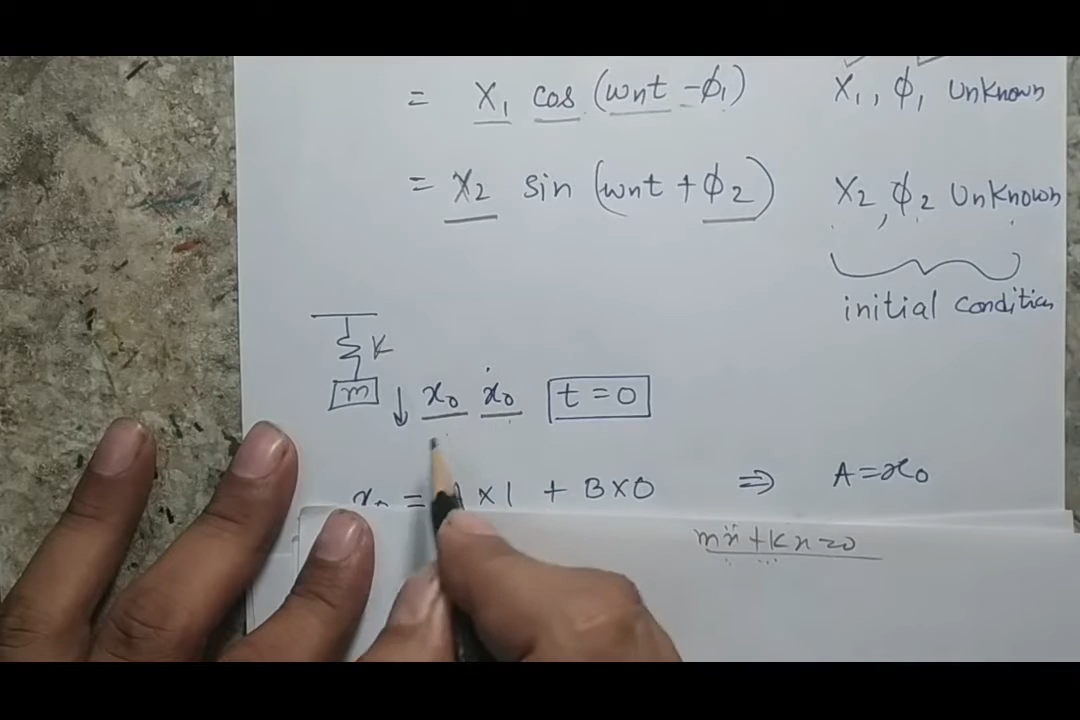 = X₁ cos (ωnt - ϕ₁) X₁, ϕ₁ Unknown
= X₂ sin (ωnt + ϕ₂) X₂, ϕ₂ Unknown
initial condition
K
m ↓ x₀ ẋ₀ t = 0
x₀ = A × 1 + B × 0 ⇒ A = x₀
mẍ + Kx = 0